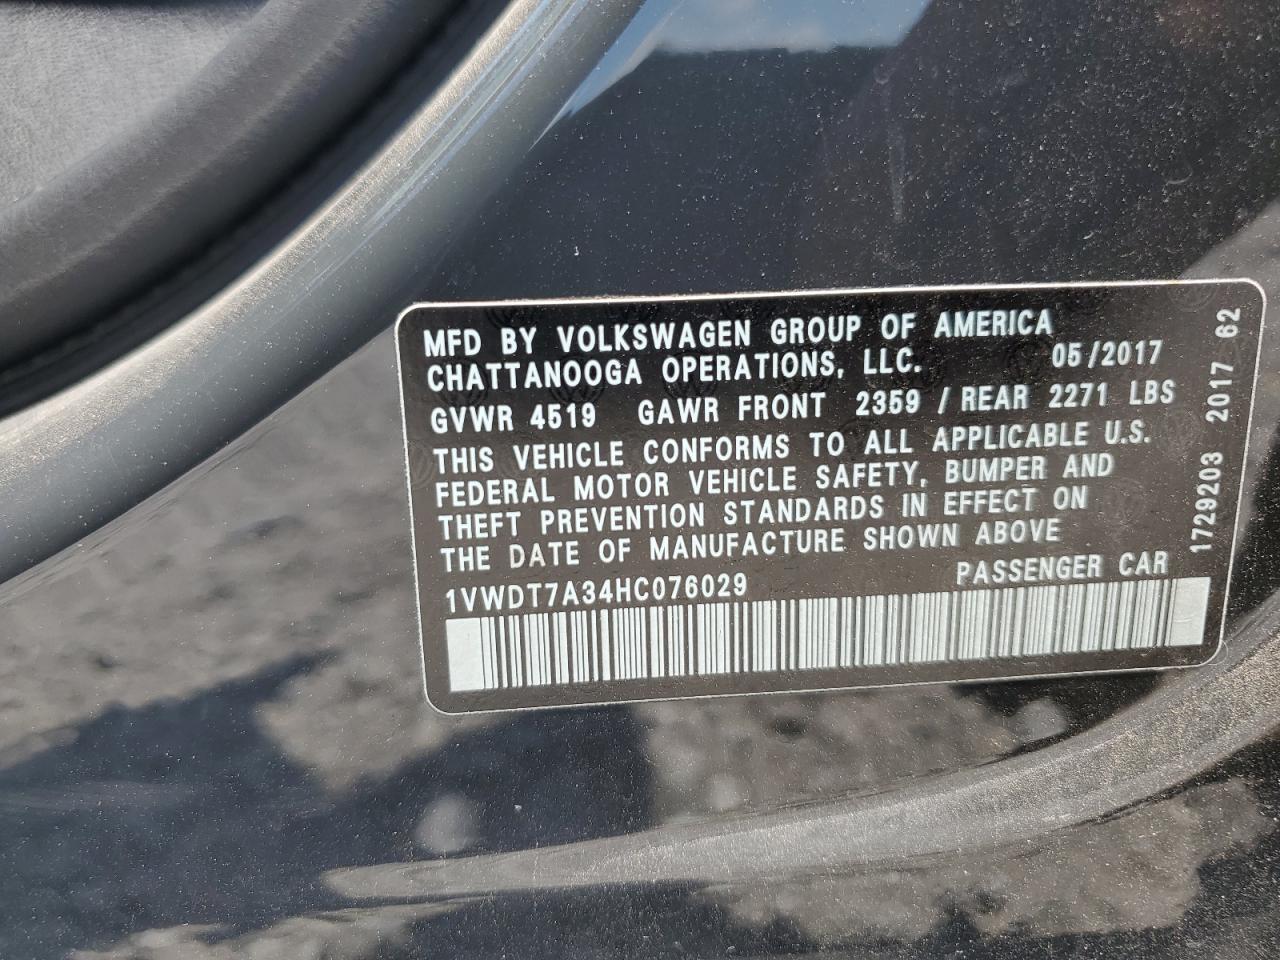 MFD BY VOLKSWAGEN GROUP OF AMERICA
CHATTANOOGA OPERATIONS, LLC. 05/2017
GVWR 4519 GAWR FRONT 2359 / REAR 2271 LBS
THIS VEHICLE CONFORMS TO ALL APPLICABLE U.S.
FEDERAL MOTOR VEHICLE SAFETY, BUMPER AND
THEFT PREVENTION STANDARDS IN EFFECT ON
THE DATE OF MANUFACTURE SHOWN ABOVE
1VWDT7A34HC076029 PASSENGER CAR
1729203 2017 62